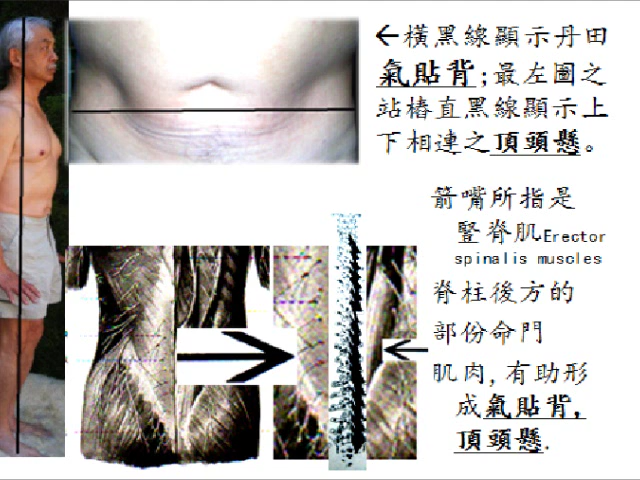 ←橫黑線顯示丹田
氣貼背;最左圖之
站樁直黑線顯示上
下相連之頂頭懸。
箭嘴所指是
豎脊肌Erector
spinalis muscles
脊柱後方的
部份命門
肌肉,有助形
成氣貼背,
頂頭懸.